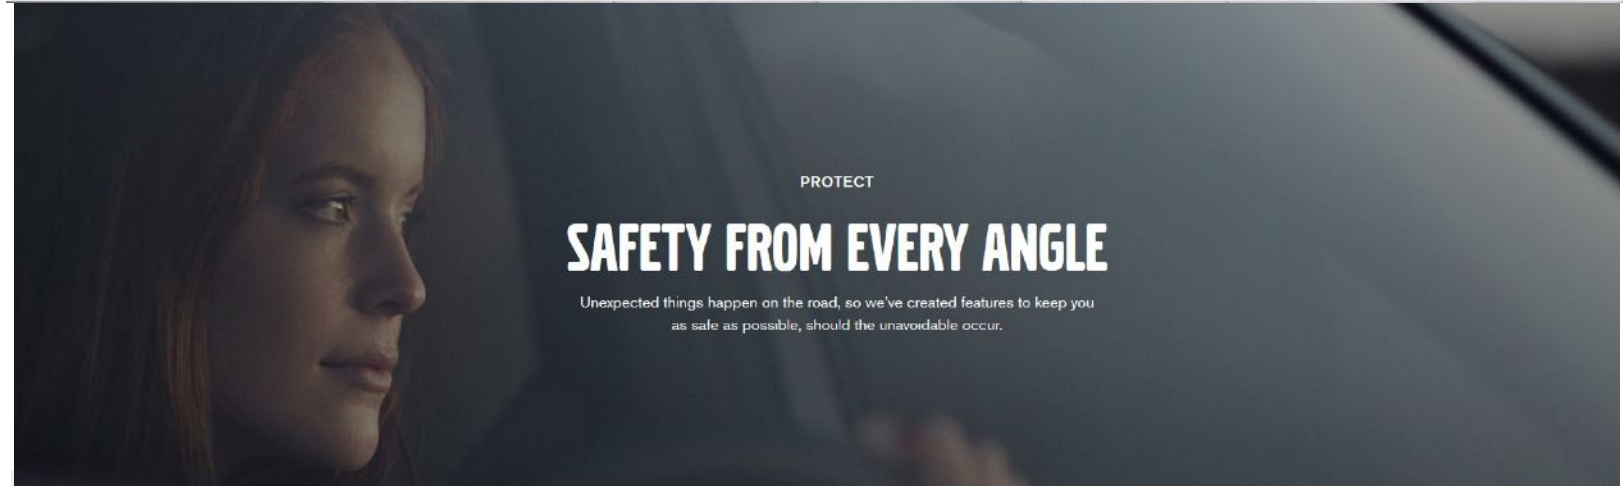 PROTECT
SAFETY FROM EVERY ANGLE
Unexpected things happen on the road, so we've created features to keep you
as safe as possible, should the unavoidable occur.